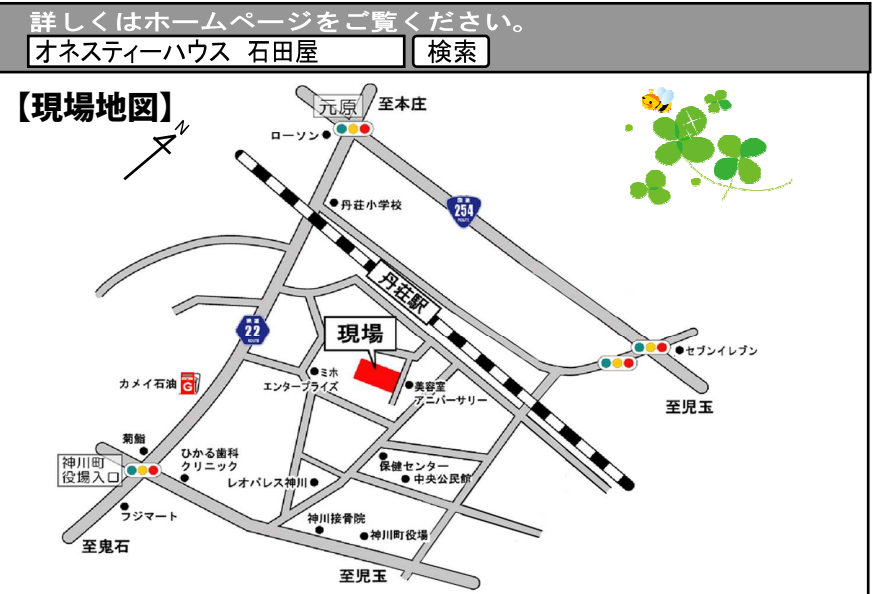 詳しくはホームページをご覧ください。
オネスティーハウス 石田屋 検索
【現場地図】
N
元原
至本庄
ローソン
丹荘小学校
国道
254
ROUTE
丹荘駅
県道
22
ROUTE
現場
セブンイレブン
至児玉
カメイ石油
G
ミホ
エンタープライズ
美容室
アニバーサリー
菊鮨
神川町
役場入口
ひかる歯科
クリニック
保健センター
中央公民館
レオパレス神川
フジマート
神川接骨院
神川町役場
至鬼石
至児玉